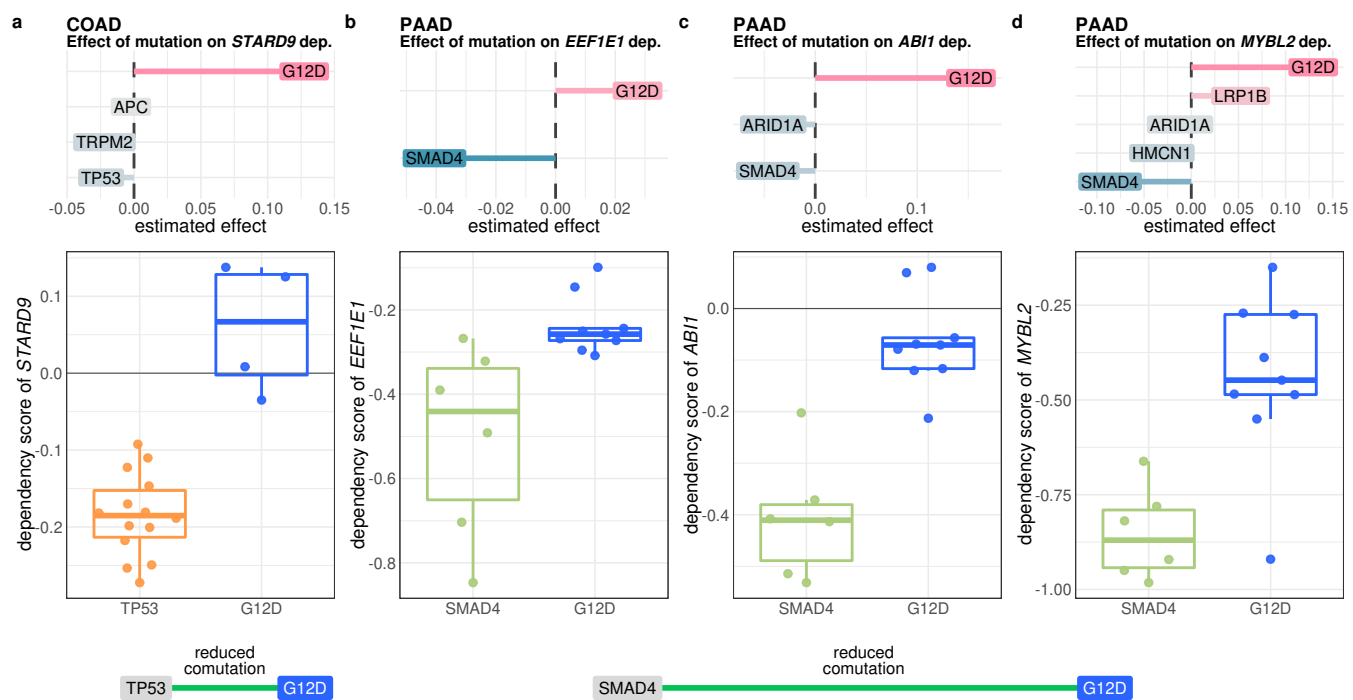 a
COAD
Effect of mutation on STARD9 dep.
G12D
APC
TRPM2
TP53
-0.05 0.00 0.05 0.10 0.15
estimated effect
dependency score of STARD9
0.1
0.0
-0.1
-0.2
TP53 G12D
b
PAAD
Effect of mutation on EEF1E1 dep.
G12D
SMAD4
-0.04 -0.02 0.00 0.02
estimated effect
dependency score of EEF1E1
-0.2
-0.4
-0.6
-0.8
SMAD4 G12D
c
PAAD
Effect of mutation on ABI1 dep.
G12D
ARID1A
SMAD4
0.0 0.1
estimated effect
dependency score of ABI1
0.0
-0.2
-0.4
SMAD4 G12D
d
PAAD
Effect of mutation on MYBL2 dep.
G12D
LRP1B
ARID1A
HMCN1
SMAD4
-0.10 -0.05 0.00 0.05 0.10 0.15
estimated effect
dependency score of MYBL2
-0.25
-0.50
-0.75
-1.00
SMAD4 G12D
reduced
comutation
TP53 G12D
reduced
comutation
SMAD4 G12D